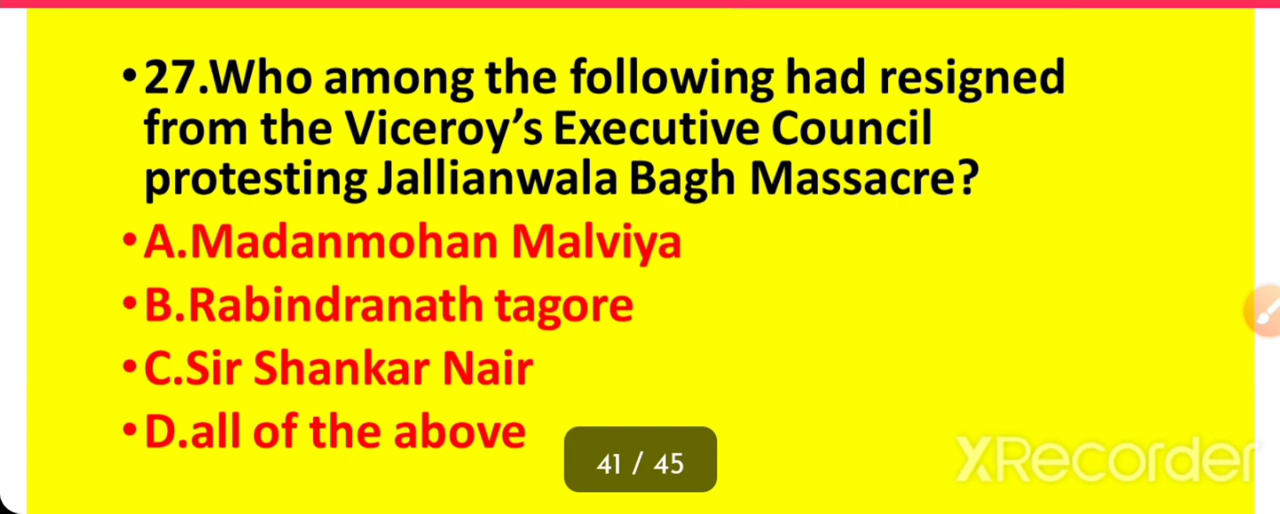 •27.Who among the following had resigned
from the Viceroy’s Executive Council
protesting Jallianwala Bagh Massacre?
•A.Madanmohan Malviya
•B.Rabindranath tagore
•C.Sir Shankar Nair
•D.all of the above
41 / 45
XRecorder